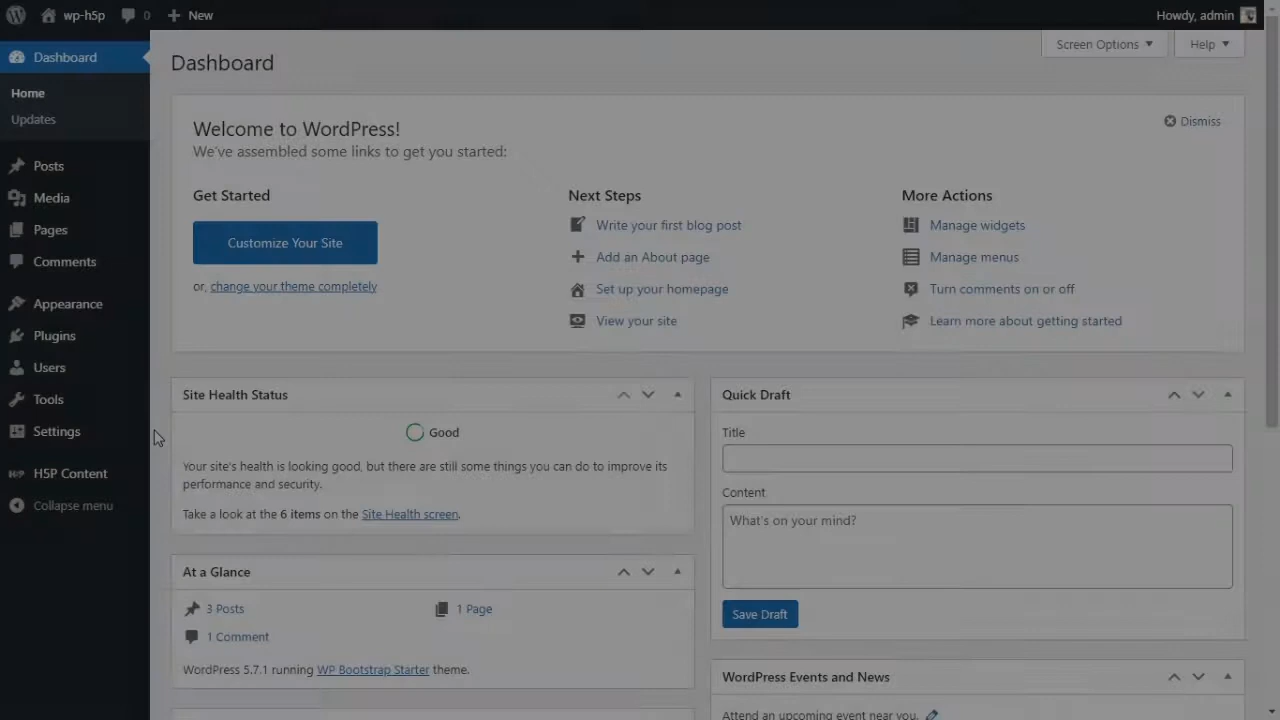 wp-h5p
0
New
Howdy, admin
Dashboard
Home
Updates
Posts
Media
Pages
Comments
Appearance
Plugins
Users
Tools
Settings
H5P
H5P Content
Collapse menu
Dashboard
Screen Options
Help
Welcome to WordPress!
We've assembled some links to get you started:
Dismiss
Get Started
Customize Your Site
or, change your theme completely
Next Steps
Write your first blog post
Add an About page
Set up your homepage
View your site
More Actions
Manage widgets
Manage menus
Turn comments on or off
Learn more about getting started
Site Health Status
Good
Your site's health is looking good, but there are still some things you can do to improve its
performance and security.
Take a look at the 6 items on the Site Health screen.
At a Glance
3 Posts
1 Page
1 Comment
WordPress 5.7.1 running WP Bootstrap Starter theme.
Quick Draft
Title
Content
What's on your mind?
Save Draft
WordPress Events and News
Attend an upcoming event near you.